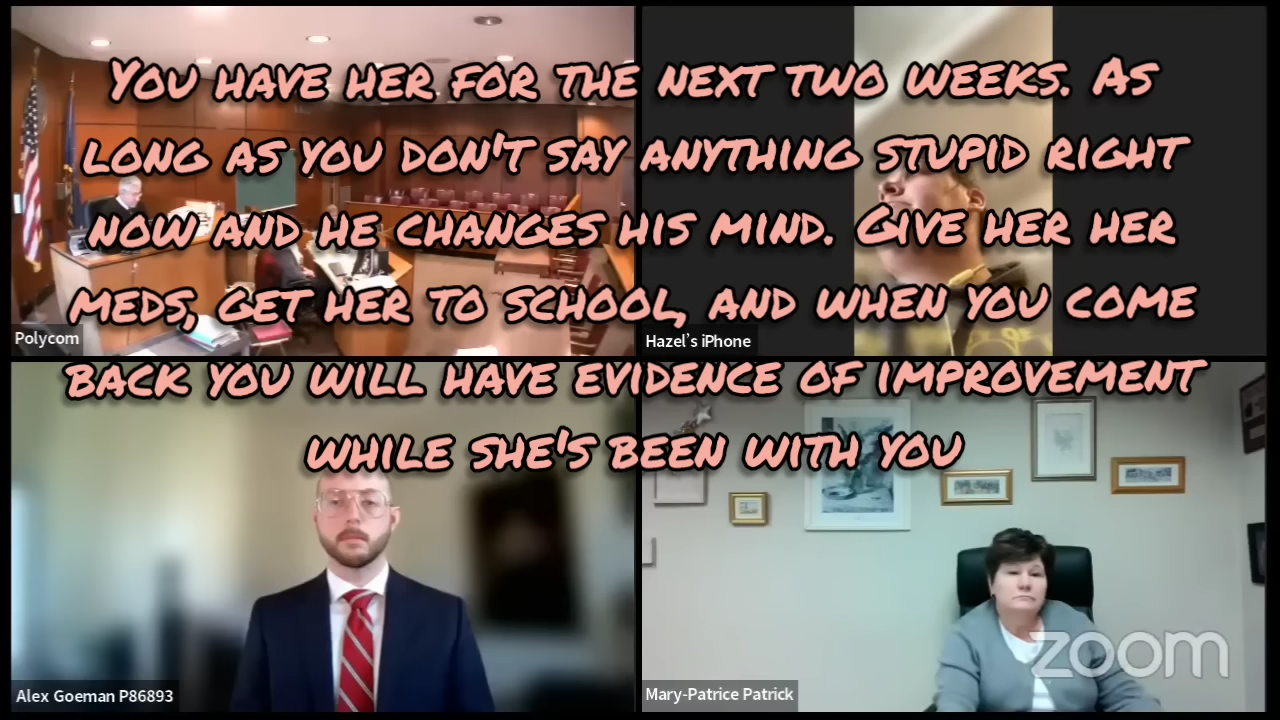 You have her for the next two weeks. As
long as you don't say anything stupid right
now and he changes his mind. Give her her
meds, get her to school, and when you come
back you will have evidence of improvement
while she's been with you
Polycom
Hazel's iPhone
Alex Goeman P86893
Mary-Patrice Patrick
zoom